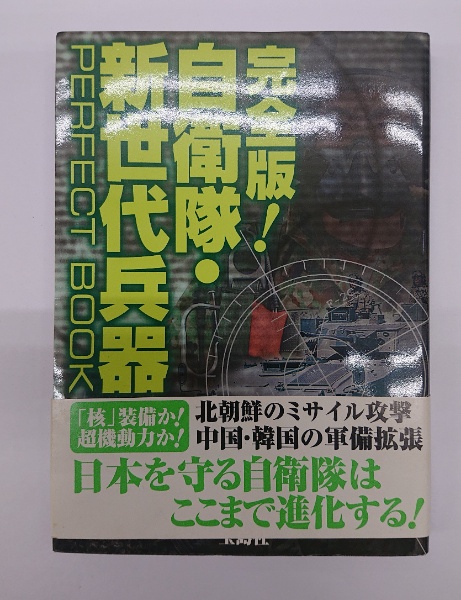 完全版!
自衛隊・
新世代兵器
PERFECT BOOK
「核」装備か!
超機動力か!
北朝鮮のミサイル攻撃
中国・韓国の軍備拡張
日本を守る自衛隊は
ここまで進化する!